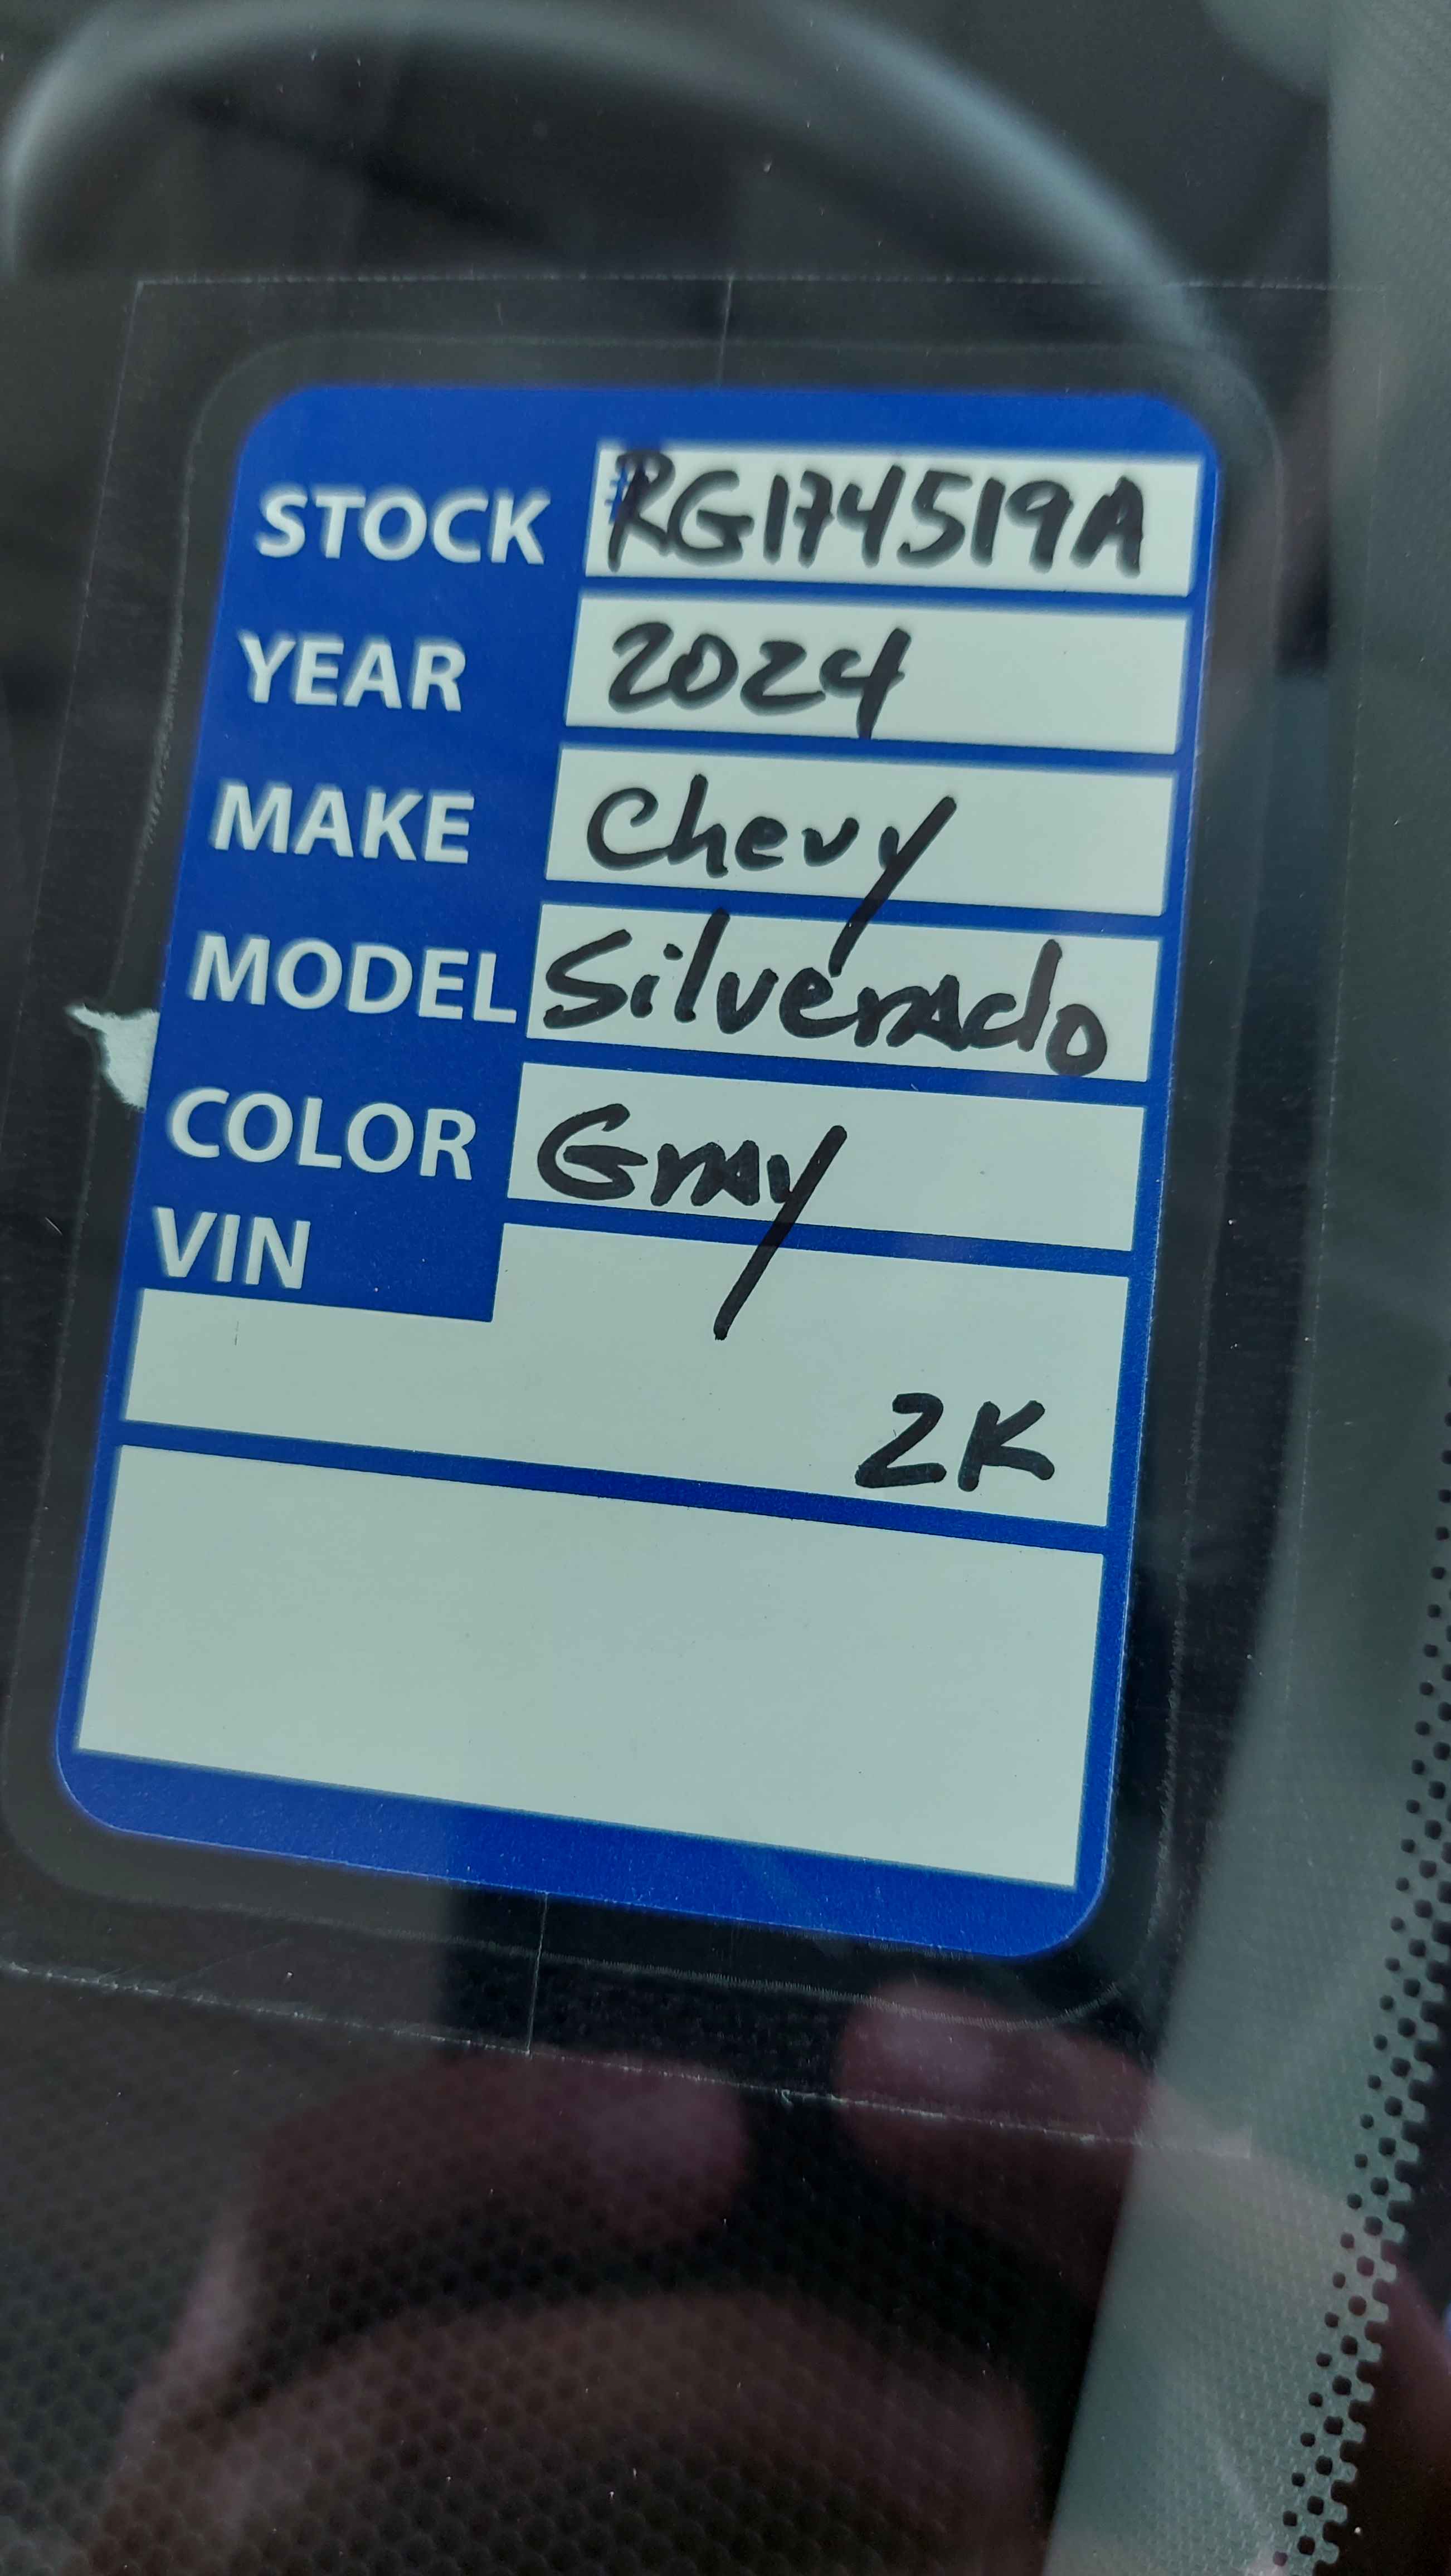 STOCK #RG174519A
YEAR 2024
MAKE Chevy
MODEL Silverado
COLOR Gray
VIN
2K